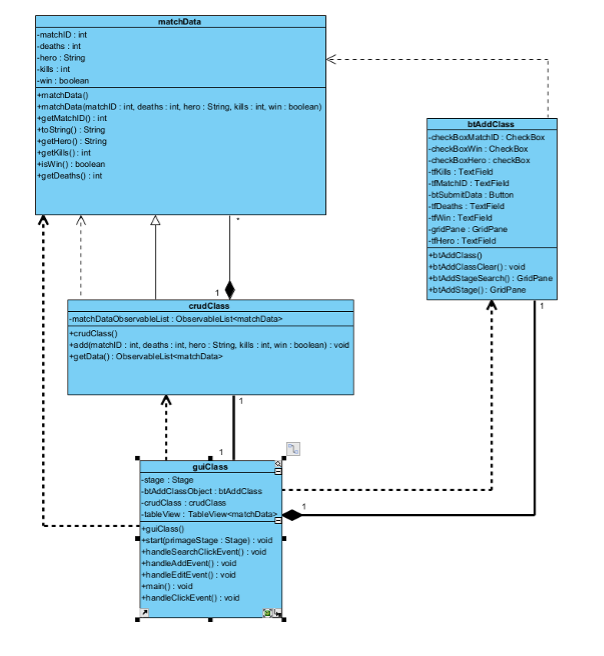 matchData
-matchID : int
-deaths : int
-hero : String
-kills : int
-win : boolean
+matchData()
+matchData(matchID : int, deaths : int, hero : String, kills : int, win : boolean)
+getMatchID() : int
+toString() : String
+getHero() : String
+getKills() : int
+isWin() : boolean
+getDeaths() : int
btAddClass
-checkBoxMatchID : CheckBox
-checkBoxWin : CheckBox
-checkBoxHero : checkBox
-tfKills : TextField
-tfMatchID : TextField
-btSubmitData : Button
-tfDeaths : TextField
-tfWin : TextField
-gridPane : GridPane
-tfHero : TextField
+btAddClass()
+btAddClassClear() : void
+btAddStageSearch() : GridPane
+btAddStage() : GridPane
*
1
1
crudClass
-matchDataObservableList : ObservableList<matchData>
+crudClass()
+add(matchID : int, deaths : int, hero : String, kills : int, win : boolean) : void
+getData() : ObservableList<matchData>
1
1
guiClass
-stage : Stage
-btAddClassObject : btAddClass
-crudClass : crudClass
-tableView : TableView<matchData>
1
+guiClass()
+start(primageStage : Stage) : void
+handleSearchClickEvent() : void
+handleAddEvent() : void
+handleEditEvent() : void
+main() : void
+handleClickEvent() : void